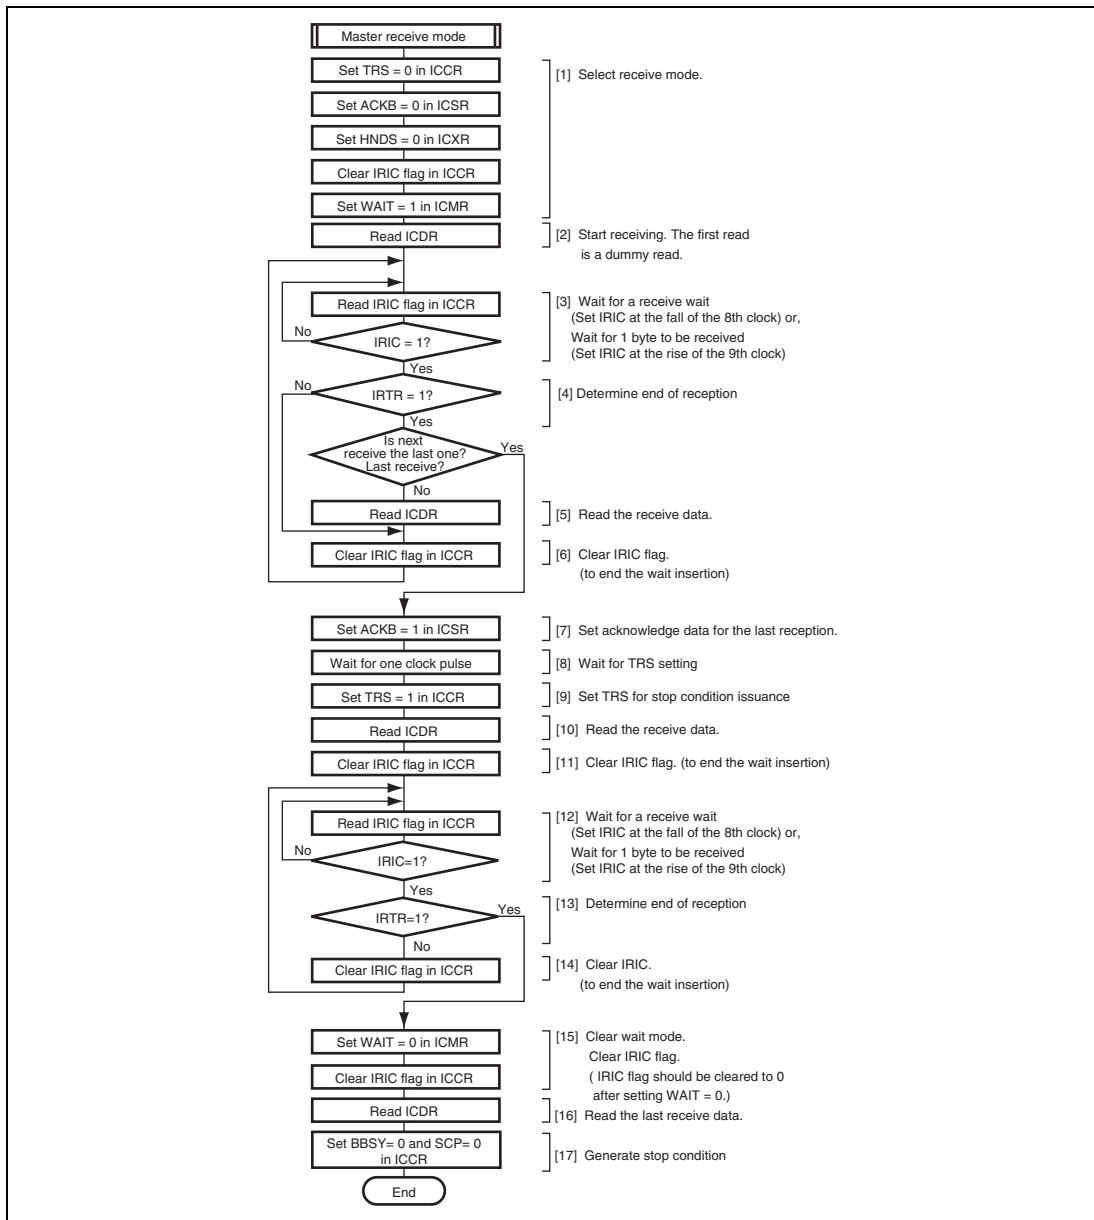 Master receive mode
Set TRS = 0 in ICCR
[1] Select receive mode.
Set ACKB = 0 in ICSR
Set HNDS = 0 in ICXR
Clear IRIC flag in ICCR
Set WAIT = 1 in ICMR
Read ICDR
[2] Start receiving. The first read
is a dummy read.
Read IRIC flag in ICCR
[3] Wait for a receive wait
(Set IRIC at the fall of the 8th clock) or,
No
IRIC = 1?
Wait for 1 byte to be received
(Set IRIC at the rise of the 9th clock)
Yes
No
IRTR = 1?
[4] Determine end of reception
Yes
Is next
receive the last one?
Last receive?
Yes
No
Read ICDR
[5] Read the receive data.
Clear IRIC flag in ICCR
[6] Clear IRIC flag.
(to end the wait insertion)
Set ACKB = 1 in ICSR
[7] Set acknowledge data for the last reception.
Wait for one clock pulse
[8] Wait for TRS setting
Set TRS = 1 in ICCR
[9] Set TRS for stop condition issuance
Read ICDR
[10] Read the receive data.
Clear IRIC flag in ICCR
[11] Clear IRIC flag. (to end the wait insertion)
Read IRIC flag in ICCR
[12] Wait for a receive wait
(Set IRIC at the fall of the 8th clock) or,
No
IRIC=1?
Wait for 1 byte to be received
(Set IRIC at the rise of the 9th clock)
Yes
IRTR=1?
Yes
[13] Determine end of reception
No
Clear IRIC flag in ICCR
[14] Clear IRIC.
(to end the wait insertion)
Set WAIT = 0 in ICMR
[15] Clear wait mode.
Clear IRIC flag.
Clear IRIC flag in ICCR
( IRIC flag should be cleared to 0
after setting WAIT = 0.)
Read ICDR
[16] Read the last receive data.
Set BBSY= 0 and SCP= 0
in ICCR
[17] Generate stop condition
End